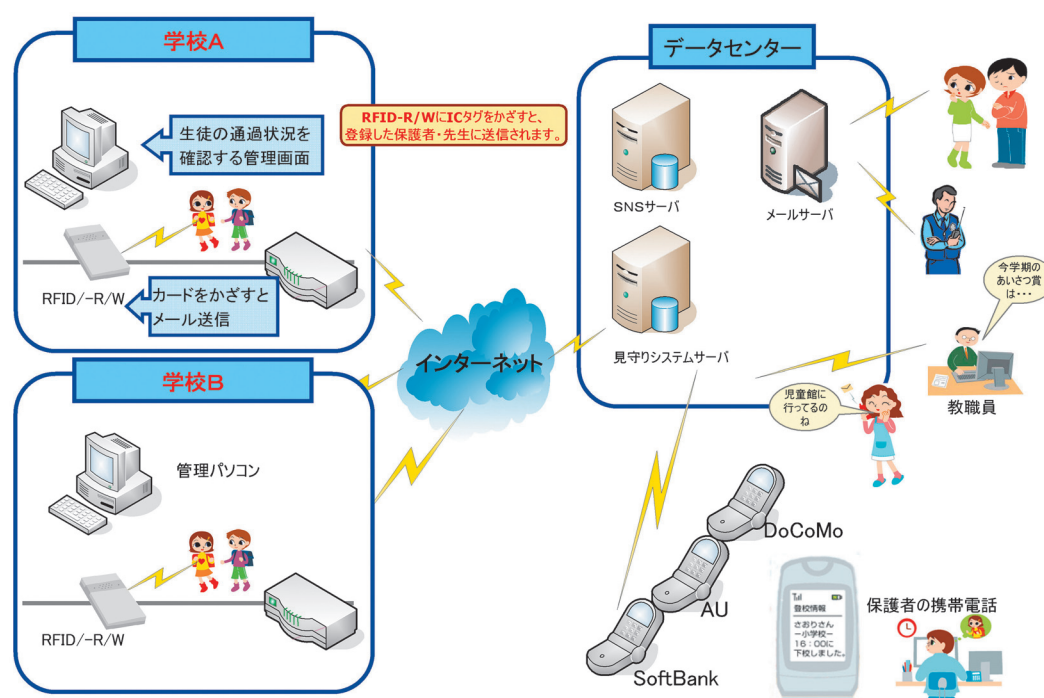 学校A
生徒の通過状況を
確認する管理画面
RFID/-R/W
カードをかざすと
メール送信
RFID-R/WにICタグをかざすと、
登録した保護者・先生に送信されます。
学校B
管理パソコン
RFID/-R/W
インターネット
データセンター
SNSサーバ
メールサーバ
見守りシステムサーバ
今学期の
あいさつ賞
は・・・
教職員
児童館に
行ってるの
ね
DoCoMo
AU
SoftBank
登校情報
さおりさん
ー小学校ー
16:00に
下校しました。
保護者の携帯電話